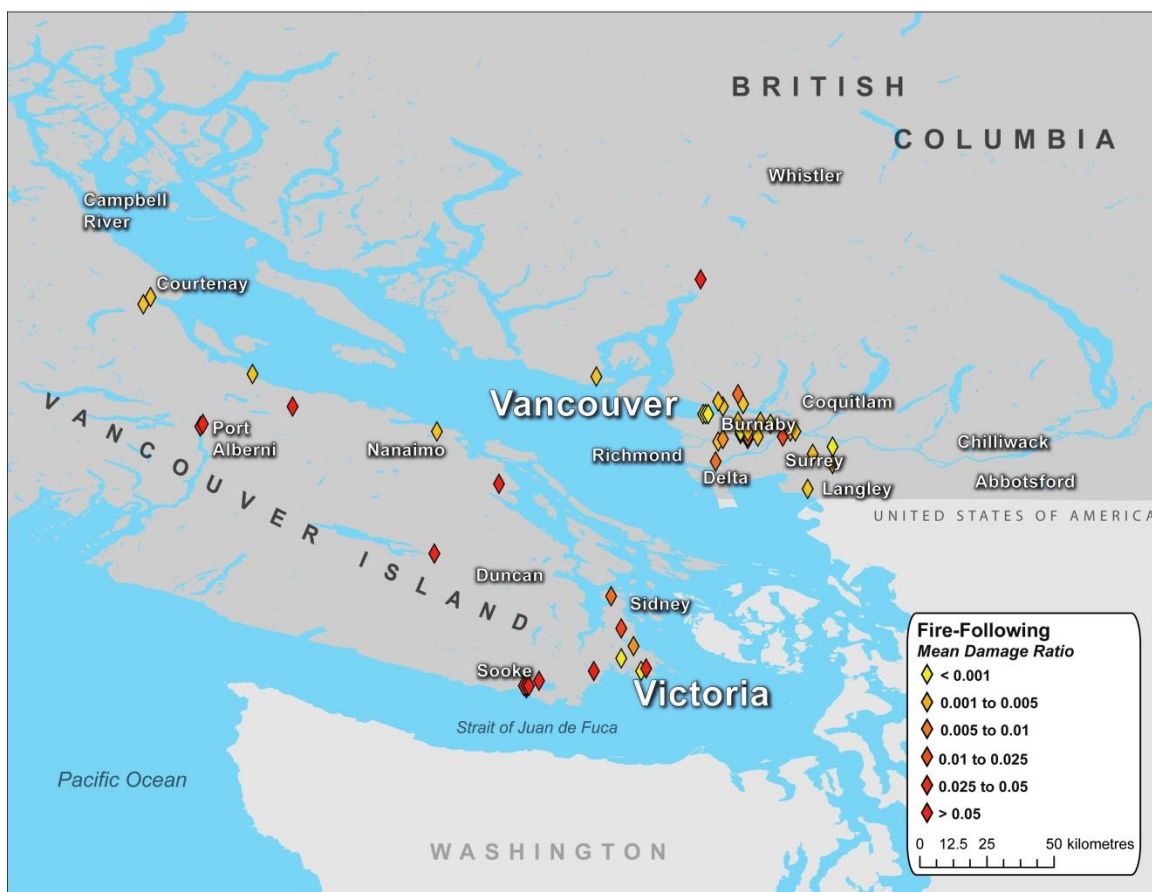 BRITISH
COLUMBIA
Whistler
Campbell
River
Courtenay
Vancouver
Coquitlam
Burnaby
Port
Alberni
Nanaimo
Richmond
Chilliwack
Surrey
Delta
Langley
Abbotsford
UNITED STATES OF AMERICA
VANCOUVER ISLAND
Duncan
Sidney
Sooke
Victoria
Strait of Juan de Fuca
Pacific Ocean
WASHINGTON
Fire-Following
Mean Damage Ratio
< 0.001
0.001 to 0.005
0.005 to 0.01
0.01 to 0.025
0.025 to 0.05
> 0.05
0 12.5 25 50 kilometres